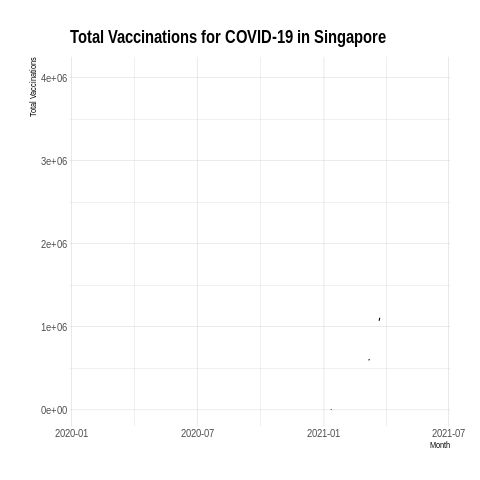 Total Vaccinations for COVID-19 in Singapore
Total Vaccinations
4e+06
3e+06
2e+06
1e+06
0e+00
2020-01 2020-07 2021-01 2021-07
Month